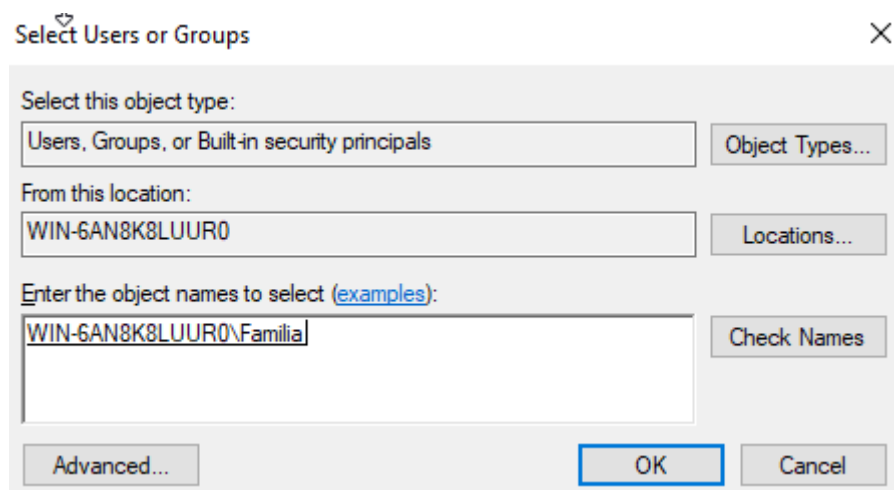 Select Users or Groups
Select this object type:
Users, Groups, or Built-in security principals
Object Types...
From this location:
WIN-6AN8K8LUUR0
Locations...
Enter the object names to select (examples):
WIN-6AN8K8LUUR0\Familia
Check Names
Advanced...
OK
Cancel